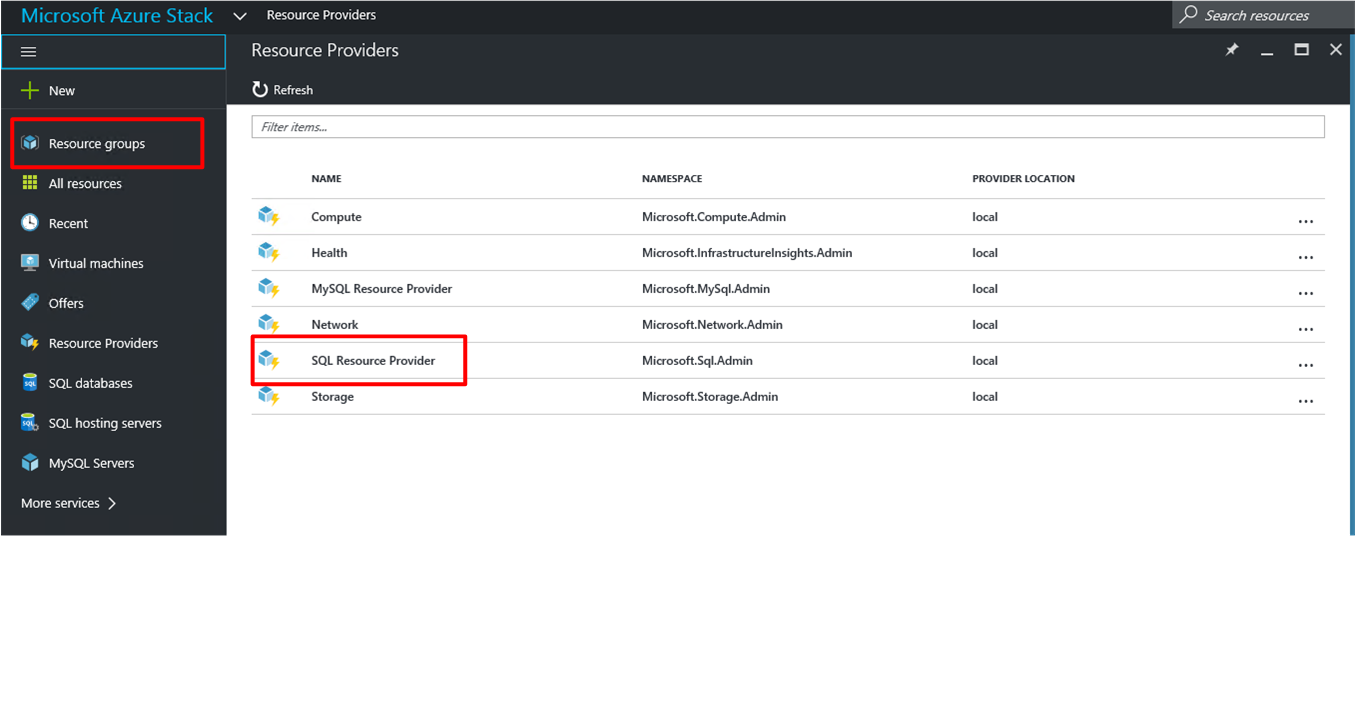 Microsoft Azure Stack Resource Providers Search resources
Resource Providers
New
Refresh
Filter items...
Resource groups
All resources
Recent
Virtual machines
Offers
Resource Providers
SQL databases
SQL hosting servers
MySQL Servers
More services
NAME NAMESPACE PROVIDER LOCATION
Compute Microsoft.Compute.Admin local ...
Health Microsoft.InfrastructureInsights.Admin local ...
MySQL Resource Provider Microsoft.MySql.Admin local ...
Network Microsoft.Network.Admin local ...
SQL Resource Provider Microsoft.Sql.Admin local ...
Storage Microsoft.Storage.Admin local ...